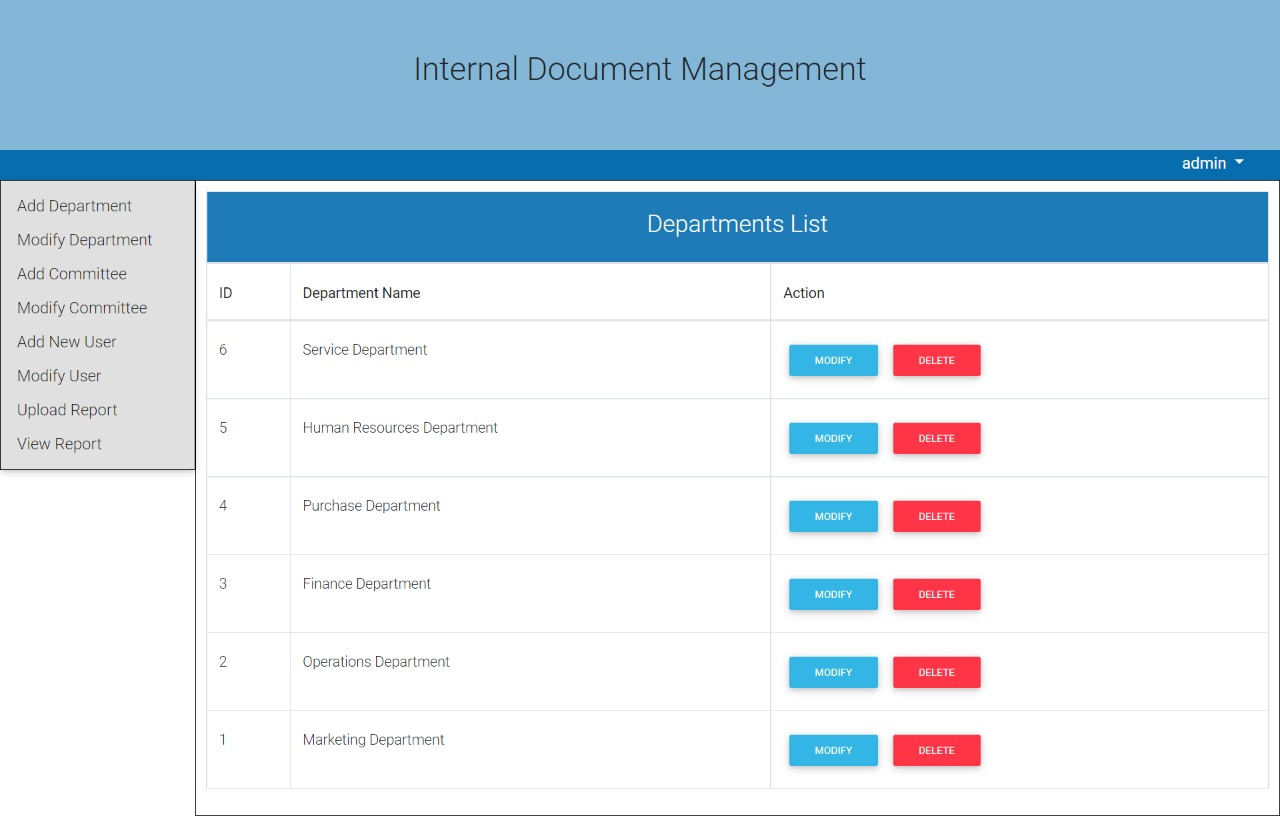 Internal Document Management
admin
Add Department
Modify Department
Add Committee
Modify Committee
Add New User
Modify User
Upload Report
View Report
Departments List
ID Department Name Action
6 Service Department MODIFY DELETE
5 Human Resources Department MODIFY DELETE
4 Purchase Department MODIFY DELETE
3 Finance Department MODIFY DELETE
2 Operations Department MODIFY DELETE
1 Marketing Department MODIFY DELETE